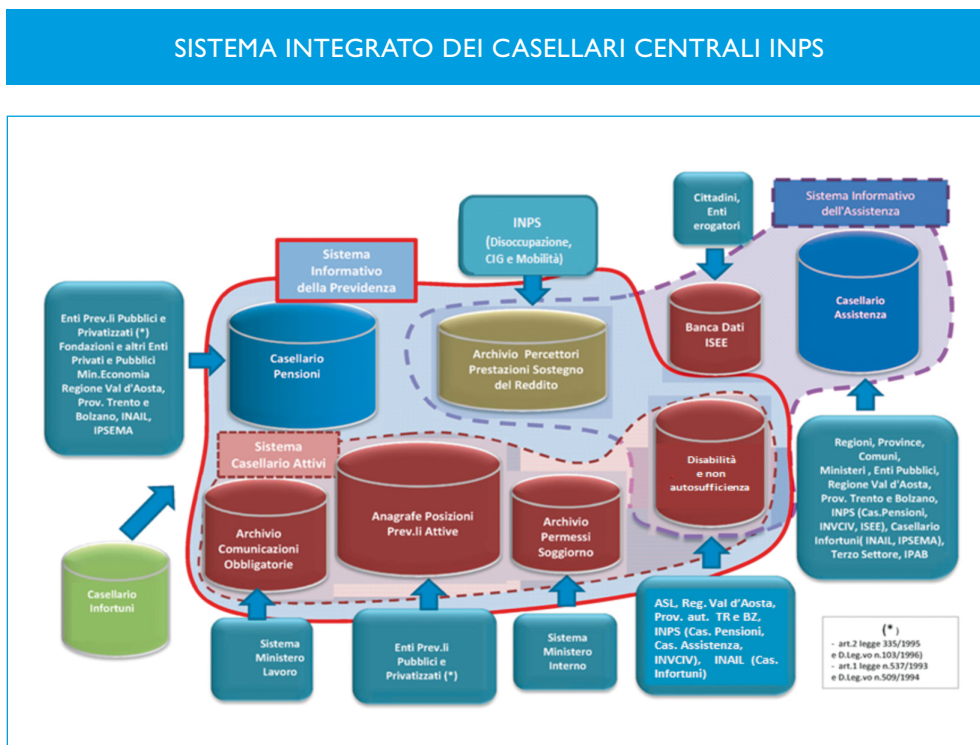 SISTEMA INTEGRATO DEI CASELLARI CENTRALI INPS
Cittadini,
Enti
erogatori
Sistema Informativo
dell'Assistenza
INPS
(Disoccupazione,
CIG e Mobilità)
Sistema
Informativo
della Previdenza
Casellario
Assistenza
Enti Prev.li Pubblici e
Privatizzati (*)
Fondazioni e altri Enti
Privati e Pubblici
Min.Economia
Regione Val d'Aosta,
Prov. Trento e
Bolzano, INAIL,
IPSEMA
Casellario
Pensioni
Archivio Percettori
Prestazioni Sostegno
del Reddito
Banca Dati
ISEE
Sistema
Casellario Attivi
Disabilità
e non
autosufficienza
Regioni, Province,
Comuni,
Ministeri , Enti Pubblici,
Regione Val d'Aosta,
Prov. Trento e Bolzano,
INPS (Cas.Pensioni,
INVCIV, ISEE), Casellario
Infortuni( INAIL, IPSEMA),
Terzo Settore, IPAB
Archivio
Comunicazioni
Obbligatorie
Anagrafe Posizioni
Prev.li Attive
Archivio
Permessi
Soggiorno
Casellario
Infortuni
Sistema
Ministero
Lavoro
Enti Prev.li
Pubblici e
Privatizzati (*)
Sistema
Ministero
Interno
ASL, Reg. Val d'Aosta,
Prov. aut. TR e BZ,
INPS (Cas. Pensioni,
Cas. Assistenza,
INVCIV), INAIL (Cas.
Infortuni)
(* )
- art.2 legge 335/1995
e D.Leg.vo n.103/1996)
- art.1 legge n.537/1993
e D.Leg.vo n.509/1994